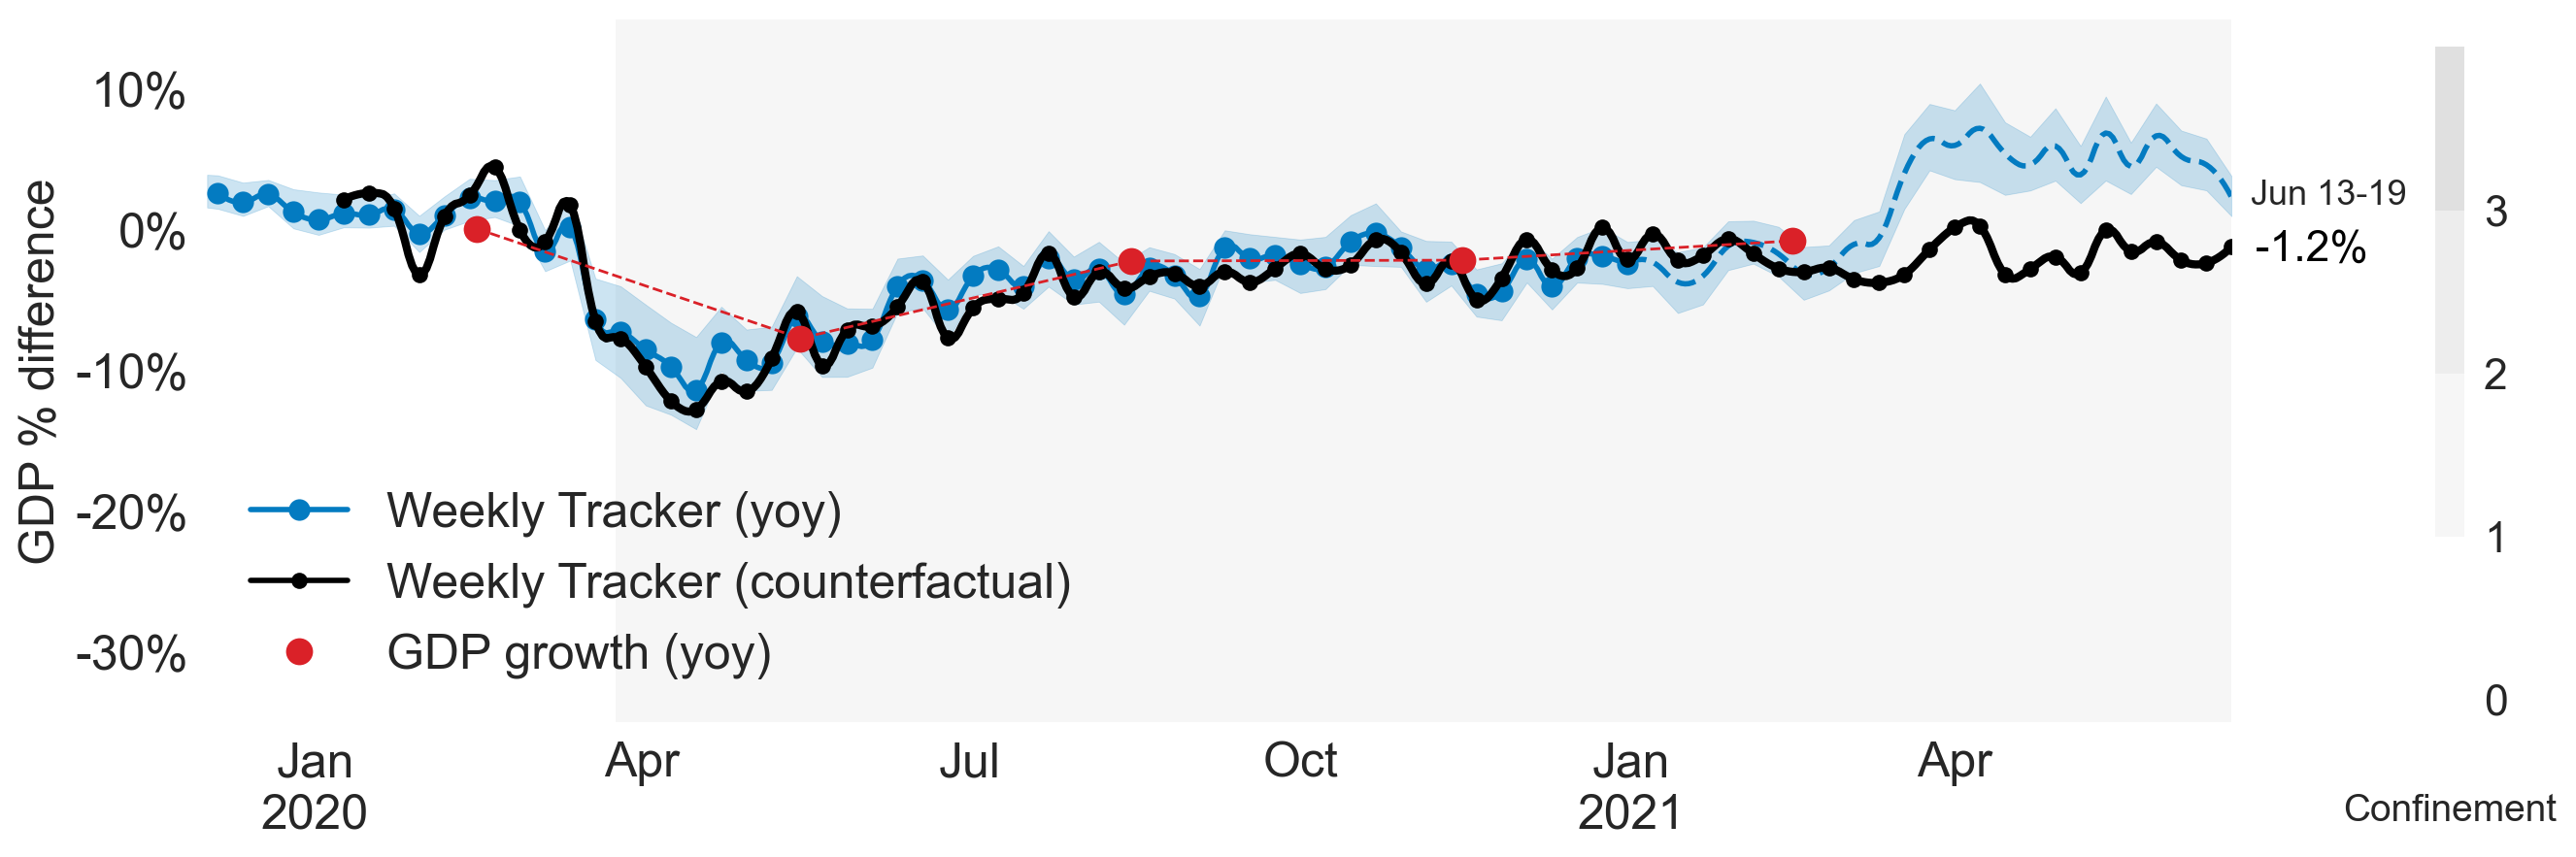 GDP % difference
10%
0%
-10%
-20%
-30%
Weekly Tracker (yoy)
Weekly Tracker (counterfactual)
GDP growth (yoy)
Jan
2020
Apr
Jul
Oct
Jan
2021
Apr
Jun 13-19
-1.2%
3
2
1
0
Confinement